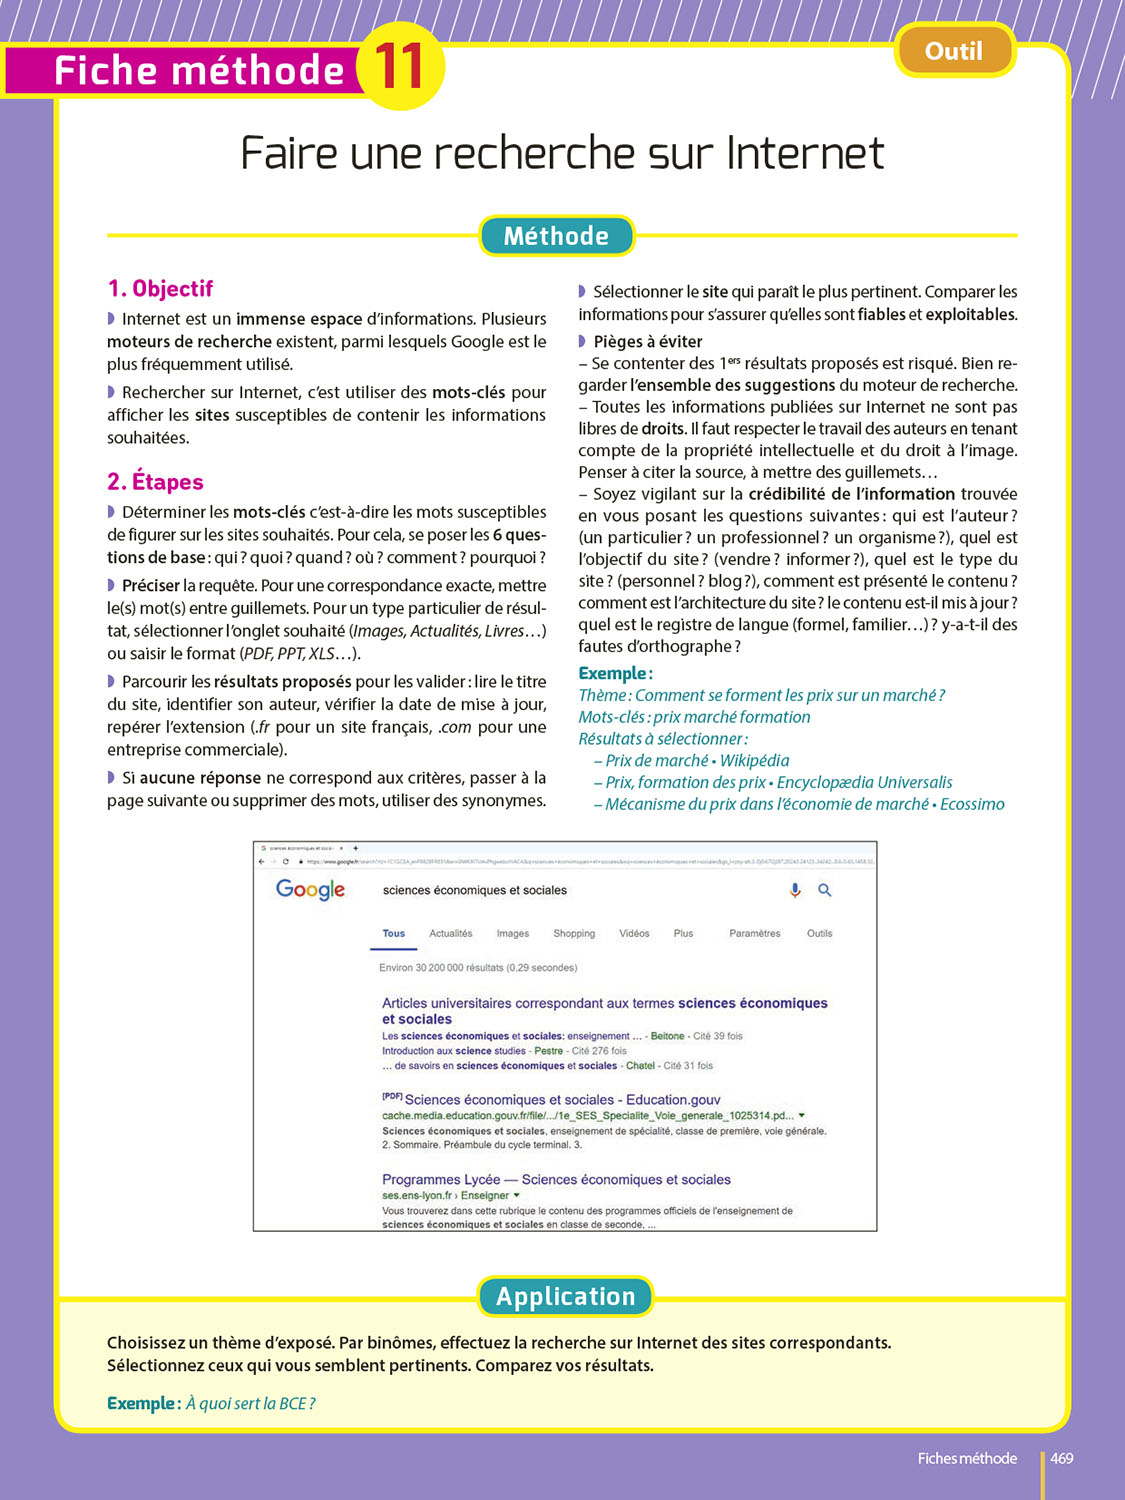 Fiche méthode 11
Outil
Faire une recherche sur Internet
Méthode
1. Objectif
◗ Internet est un immense espace d’informations. Plusieurs
moteurs de recherche existent, parmi lesquels Google est le
plus fréquemment utilisé.
◗ Rechercher sur Internet, c’est utiliser des mots-clés pour
afficher les sites susceptibles de contenir les informations
souhaitées.
2. Étapes
◗ Déterminer les mots-clés c’est-à-dire les mots susceptibles
de figurer sur les sites souhaités. Pour cela, se poser les 6 ques-
tions de base : qui ? quoi ? quand ? où ? comment ? pourquoi ?
◗ Préciser la requête. Pour une correspondance exacte, mettre
le(s) mot(s) entre guillemets. Pour un type particulier de résul-
tat, sélectionner l’onglet souhaité (Images, Actualités, Livres…)
ou saisir le format (PDF, PPT, XLS…).
◗ Parcourir les résultats proposés pour les valider : lire le titre
du site, identifier son auteur, vérifier la date de mise à jour,
repérer l’extension (.fr pour un site français, .com pour une
entreprise commerciale).
◗ Si aucune réponse ne correspond aux critères, passer à la
page suivante ou supprimer des mots, utiliser des synonymes.
◗ Sélectionner le site qui paraît le plus pertinent. Comparer les
informations pour s’assurer qu’elles sont fiables et exploitables.
◗ Pièges à éviter
– Se contenter des 1ers résultats proposés est risqué. Bien re-
garder l’ensemble des suggestions du moteur de recherche.
– Toutes les informations publiées sur Internet ne sont pas
libres de droits. Il faut respecter le travail des auteurs en tenant
compte de la propriété intellectuelle et du droit à l’image.
Penser à citer la source, à mettre des guillemets…
– Soyez vigilant sur la crédibilité de l’information trouvée
en vous posant les questions suivantes : qui est l’auteur ?
(un particulier ? un professionnel ? un organisme ?), quel est
l’objectif du site ? (vendre ? informer ?), quel est le type du
site ? (personnel ? blog ?), comment est présenté le contenu ?
comment est l’architecture du site ? le contenu est-il mis à jour ?
quel est le registre de langue (formel, familier…) ? y-a-t-il des
fautes d’orthographe ?
Exemple :
Thème : Comment se forment les prix sur un marché ?
Mots-clés : prix marché formation
Résultats à sélectionner :
– Prix de marché • Wikipédia
– Prix, formation des prix • Encyclopædia Universalis
– Mécanisme du prix dans l’économie de marché • Ecossimo
Google
sciences économiques et sociales
Tous Actualités Images Shopping Vidéos Plus Paramètres Outils
Environ 30 200 000 résultats (0,29 secondes)
Articles universitaires correspondant aux termes sciences économiques
et sociales
Les sciences économiques et sociales: enseignement ... - Beitone - Cité 39 fois
Introduction aux science studies - Pestre - Cité 276 fois
... de savoirs en sciences économiques et sociales - Chatel - Cité 31 fois
[PDF] Sciences économiques et sociales - Education.gouv
cache.media.education.gouv.fr/file/.../1e_SES_Specialite_Voie_generale_1025314.pd... ▼
Sciences économiques et sociales, enseignement de spécialité, classe de première, voie générale.
2. Sommaire. Préambule du cycle terminal. 3.
Programmes Lycée — Sciences économiques et sociales
ses.ens-lyon.fr › Enseigner ▼
Vous trouverez dans cette rubrique le contenu des programmes officiels de l'enseignement de
sciences économiques et sociales en classe de seconde, ...
Application
Choisissez un thème d’exposé. Par binômes, effectuez la recherche sur Internet des sites correspondants.
Sélectionnez ceux qui vous semblent pertinents. Comparez vos résultats.
Exemple : À quoi sert la BCE ?
Fiches méthode 469